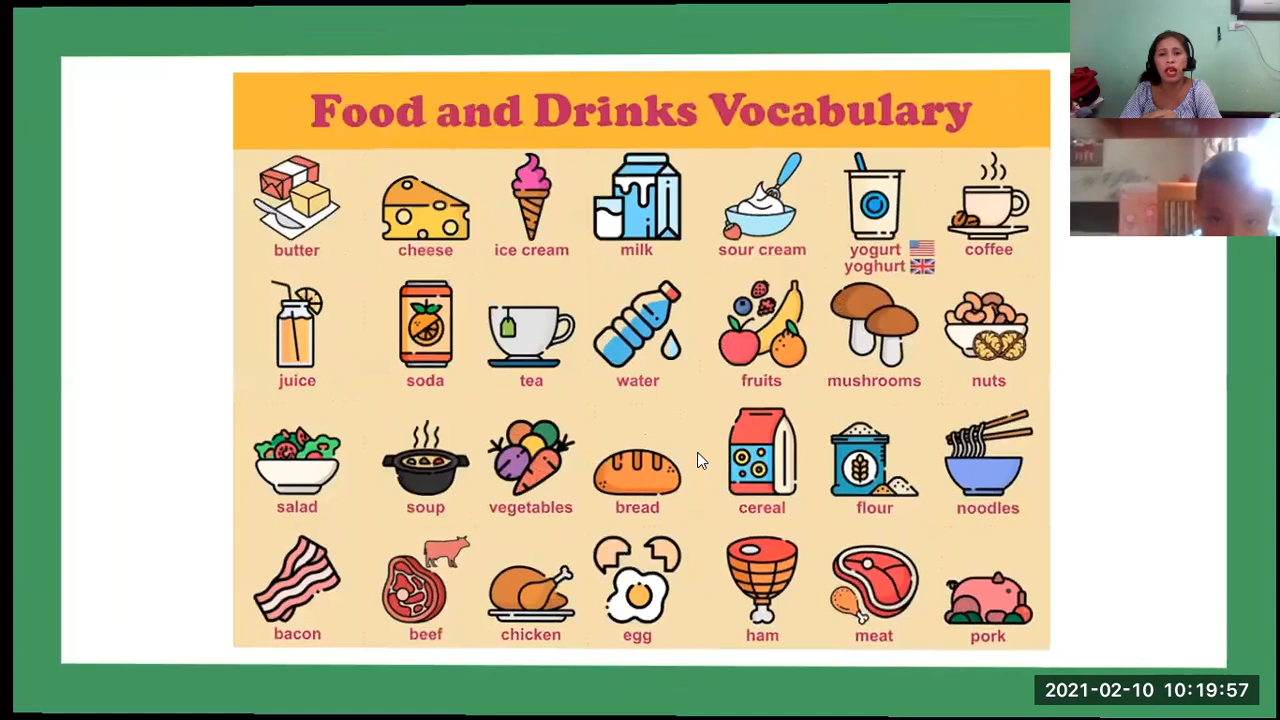 Food and Drinks Vocabulary
butter
cheese
ice cream
milk
sour cream
yogurt
yoghurt
coffee
juice
soda
tea
water
fruits
mushrooms
nuts
salad
soup
vegetables
bread
cereal
flour
noodles
bacon
beef
chicken
egg
ham
meat
pork
2021-02-10 10:19:57